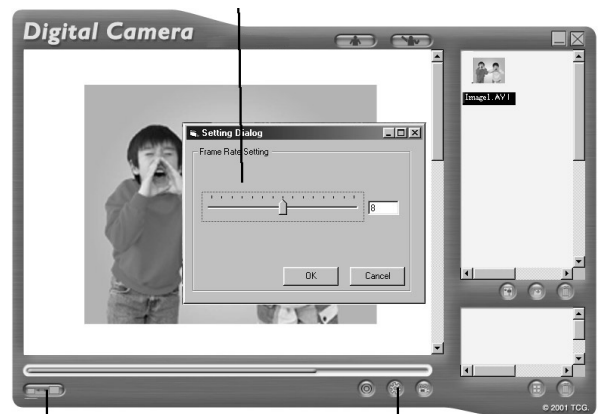 Digital Camera
Image1.AVI
Setting Dialog
Frame Rate Setting
8
OK
Cancel
© 2001 TCG.